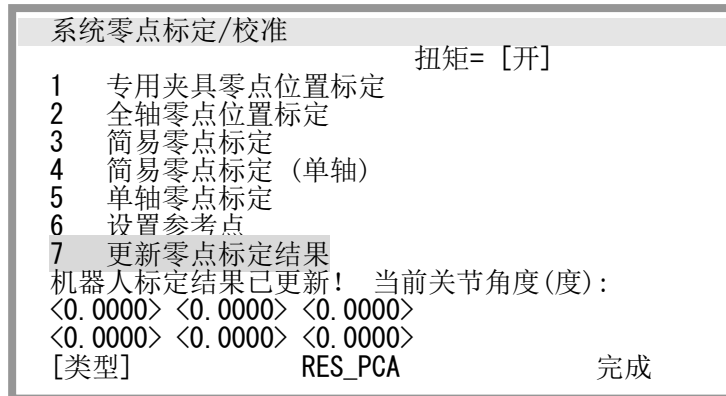 系统零点标定/校准
扭矩= [开]
1 专用夹具零点位置标定
2 全轴零点位置标定
3 简易零点标定
4 简易零点标定 (单轴)
5 单轴零点标定
6 设置参考点
7 更新零点标定结果
机器人标定结果已更新! 当前关节角度(度):
<0.0000> <0.0000> <0.0000>
<0.0000> <0.0000> <0.0000>
[类型] RES_PCA 完成